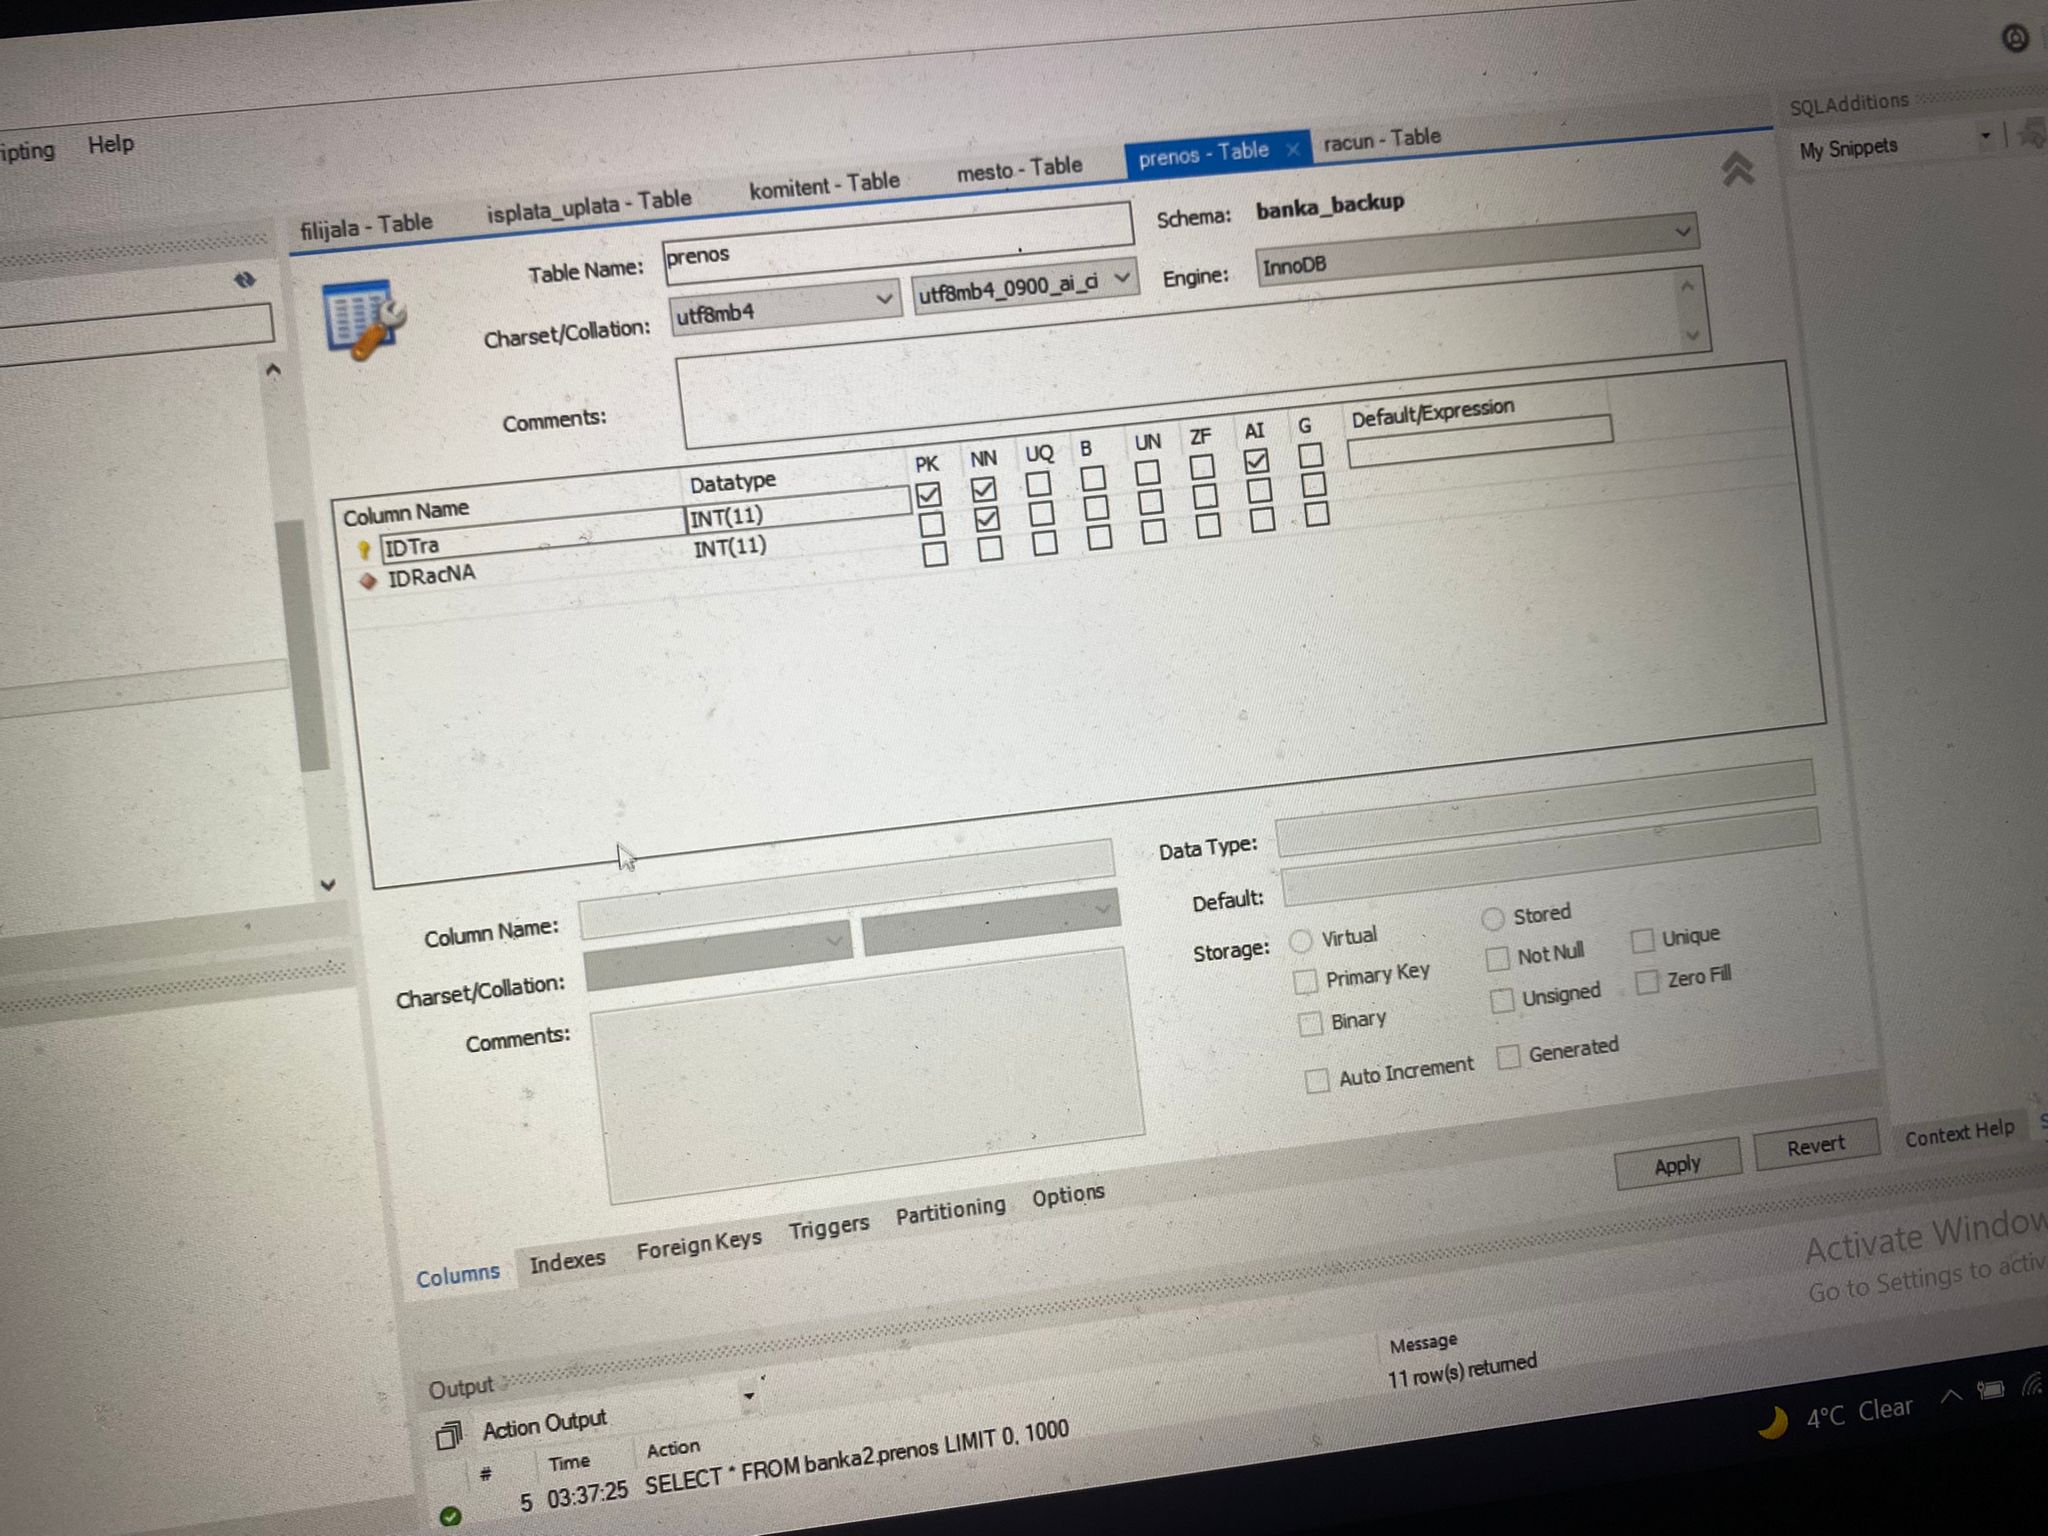 ipting Help
SQLAdditions
My Snippets
filijala - Table isplata_uplata - Table komitent - Table mesto - Table prenos - Table racun - Table
Table Name: prenos Schema: banka_backup
Charset/Collation: utf8mb4 utf8mb4_0900_ai_ci Engine: InnoDB
Comments:
Column Name Datatype PK NN UQ B UN ZF AI G Default/Expression
IDTra INT(11)
IDRacNA INT(11)
Column Name: Data Type:
Charset/Collation: Default:
Comments: Storage: Virtual Stored
Primary Key Not Null Unique
Binary Unsigned Zero Fill
Auto Increment Generated
Apply Revert
Context Help
Columns Indexes Foreign Keys Triggers Partitioning Options
Activate Window
Go to Settings to activ
Output
Action Output
# Time Action Message
5 03:37:25 SELECT * FROM banka2.prenos LIMIT 0, 1000 11 row(s) returned
4°C Clear